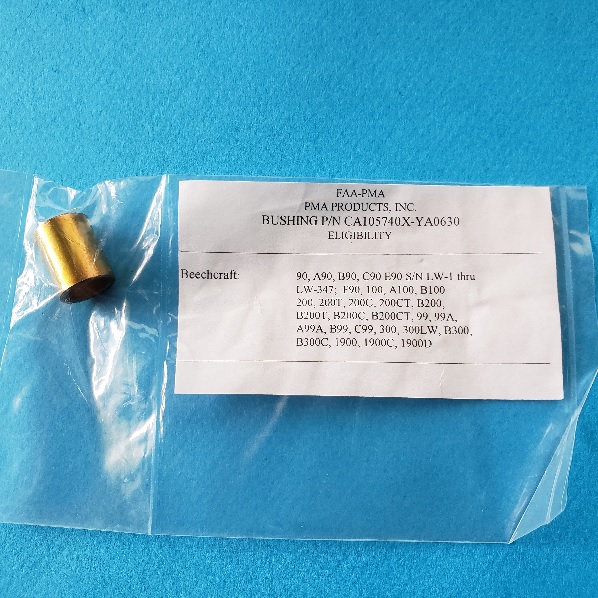 FAA-PMA
PMA PRODUCTS, INC.
BUSHING P/N CA105740X-YA0630
ELIGIBILITY
Beechcraft: 90, A90, B90, C90 E90 S/N LW-1 thru
LW-347; F90, 100, A100, B100
200, 200T, 200C, 200CT, B200,
B200T, B200C, B200CT, 99, 99A,
A99A, B99, C99, 300, 300LW, B300,
B300C, 1900, 1900C, 1900D